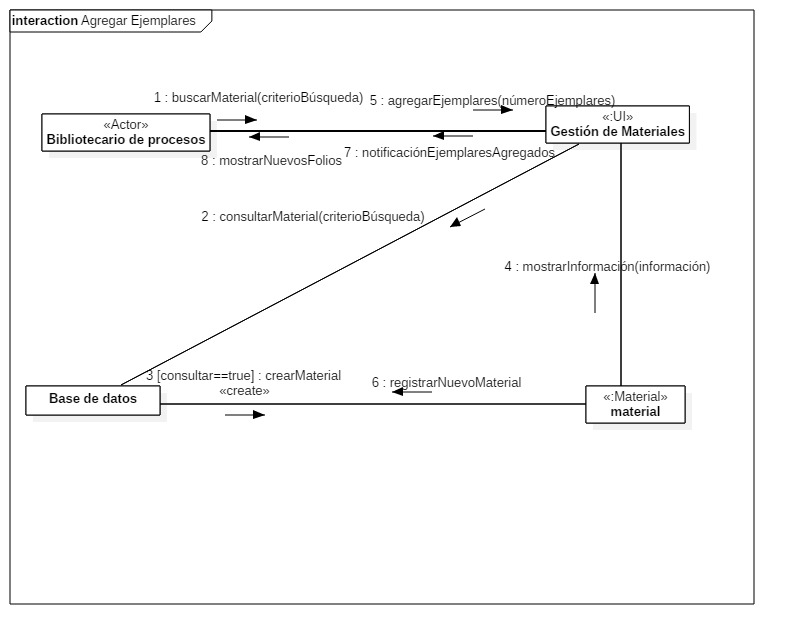 interaction Agregar Ejemplares
1 : buscarMaterial(criterioBúsqueda)
5 : agregarEjemplares(númeroEjemplares)
«Actor»
Bibliotecario de procesos
«:UI»
Gestión de Materiales
8 : mostrarNuevosFolios
7 : notificaciónEjemplaresAgregados
2 : consultarMaterial(criterioBúsqueda)
4 : mostrarInformación(información)
3 [consultar==true] : crearMaterial
«create»
6 : registrarNuevoMaterial
Base de datos
«:Material»
material